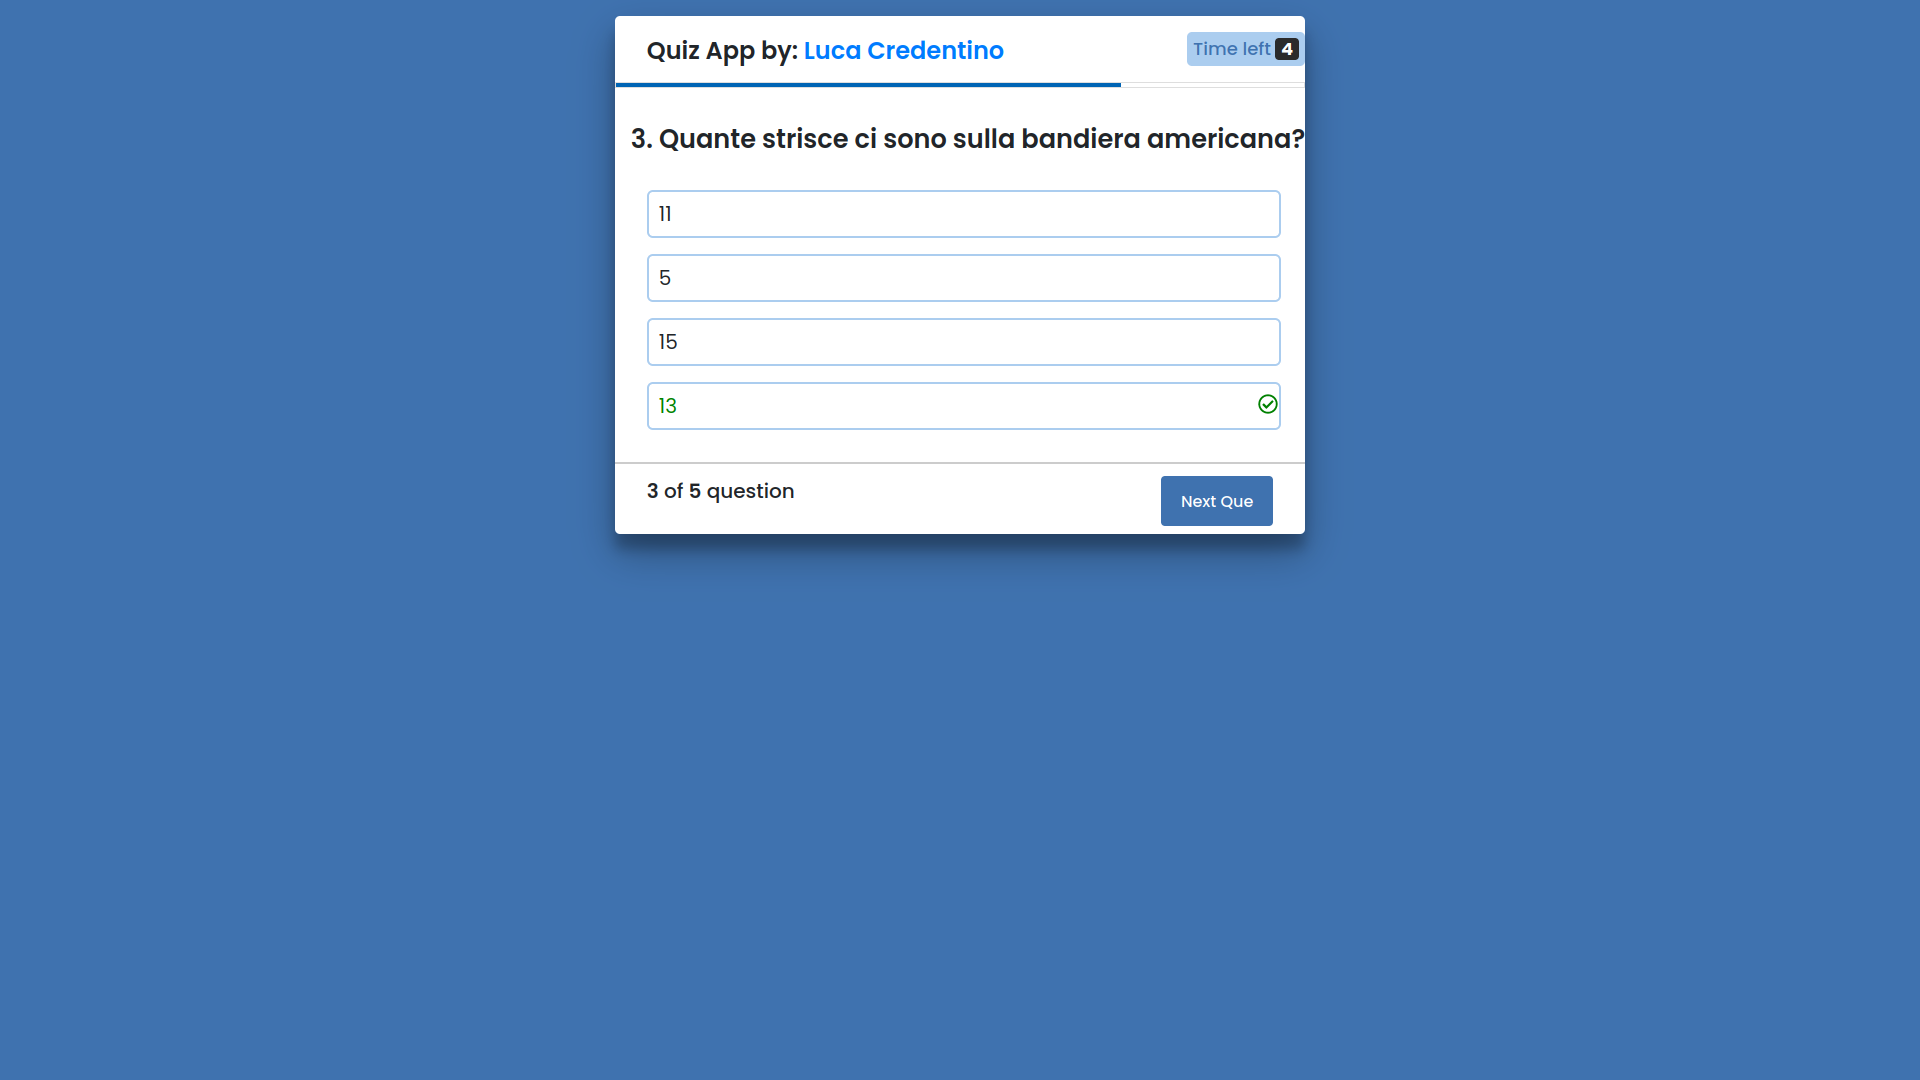 Quiz App by: Luca Credentino
Time left 4
3. Quante strisce ci sono sulla bandiera americana?
11
5
15
13
3 of 5 question
Next Que